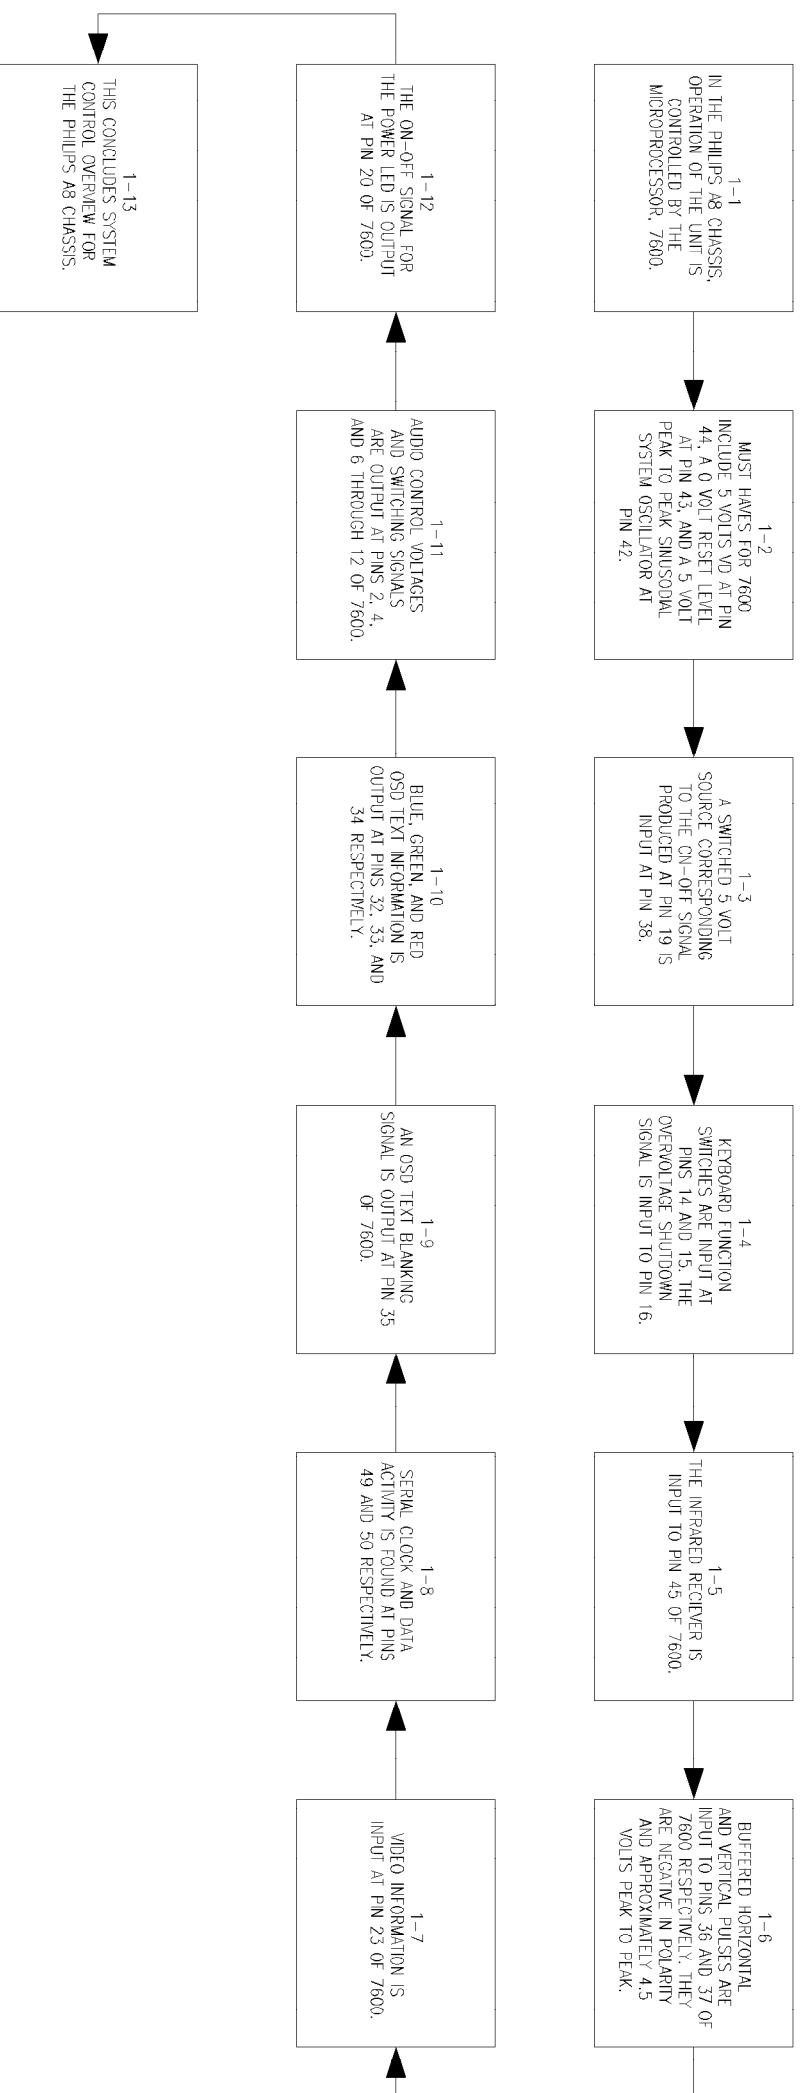 1-1
IN THE PHILIPS A8 CHASSIS,
OPERATION OF THE UNIT IS
CONTROLLED BY THE
MICROPROCESSOR, 7600.
1-2
MUST HAVES FOR 7600
INCLUDE 5 VOLTS VD AT PIN
44, A 0 VOLT RESET LEVEL
AT PIN 43, AND A 5 VOLT
PEAK TO PEAK SINUSODIAL
SYSTEM OSCILLATOR AT
PIN 42.
1-3
A SWITCHED 5 VOLT
SOURCE CORRESPONDING
TO THE CN-OFF SIGNAL
PRODUCED AT PIN 19 IS
INPUT AT PIN 38.
1-4
KEYBOARD FUNCTION
SWITCHES ARE INPUT AT
PINS 14 AND 15. THE
OVERVOLTAGE SHUTDOWN
SIGNAL IS INPUT TO PIN 16.
1-5
THE INFRARED RECIEVER IS
INPUT TO PIN 45 OF 7600.
1-6
BUFFERED HORIZONTAL
AND VERTICAL PULSES ARE
INPUT TO PINS 36 AND 37 OF
7600 RESPECTIVELY. THEY
ARE NEGATIVE IN POLARITY
AND APPROXIMATELY 4.5
VOLTS PEAK TO PEAK.
1-7
VIDEO INFORMATION IS
INPUT AT PIN 23 OF 7600.
1-8
SERIAL CLOCK AND DATA
ACTIVITY IS FOUND AT PINS
49 AND 50 RESPECTIVELY.
1-9
AN OSD TEXT BLANKING
SIGNAL IS OUTPUT AT PIN 35
OF 7600.
1-10
BLUE, GREEN, AND RED
OSD TEXT INFORMATION IS
OUTPUT AT PINS 32, 33, AND
34 RESPECTIVELY.
1-11
AUDIO CONTROL VOLTAGES
AND SWITCHING SIGNALS
ARE OUTPUT AT PINS 2, 4,
AND 6 THROUGH 12 OF 7600.
1-12
THE ON-OFF SIGNAL FOR
THE POWER LED IS OUTPUT
AT PIN 20 OF 7600.
1-13
THIS CONCLUDES SYSTEM
CONTROL OVERVIEW FOR
THE PHILIPS A8 CHASSIS.